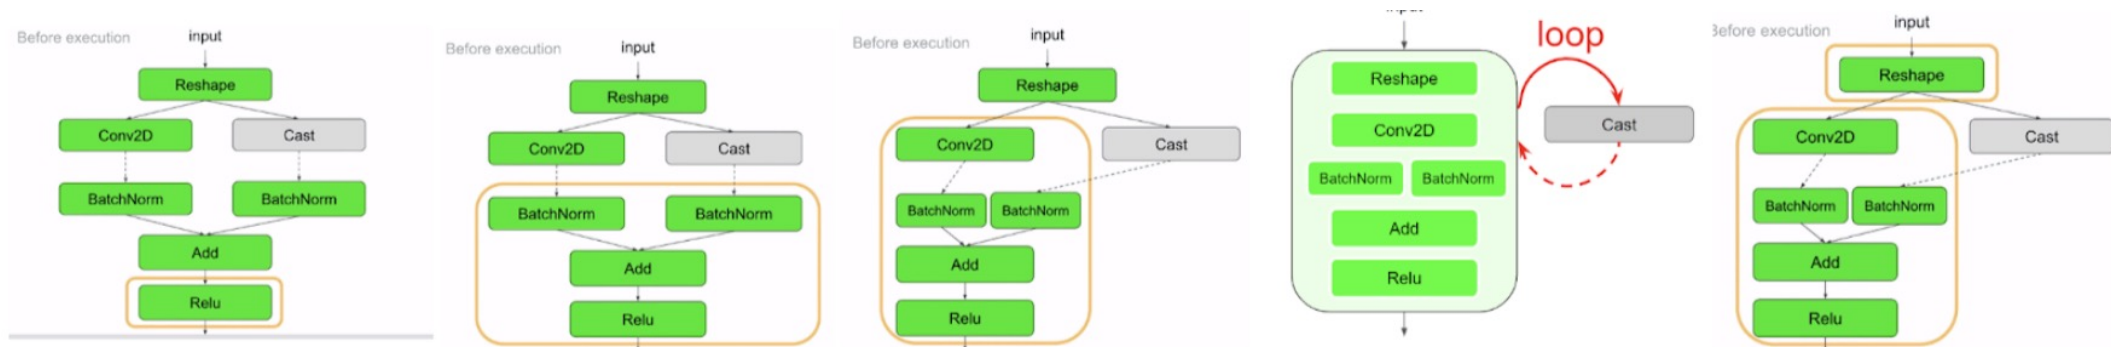 Before execution
input
Reshape
Conv2D
Cast
BatchNorm
BatchNorm
Add
Relu
Before execution
input
Reshape
Conv2D
Cast
BatchNorm
BatchNorm
Add
Relu
Before execution
input
Reshape
Conv2D
Cast
BatchNorm
BatchNorm
Add
Relu
loop
Reshape
Conv2D
Cast
BatchNorm
BatchNorm
Add
Relu
Before execution
input
Reshape
Conv2D
Cast
BatchNorm
BatchNorm
Add
Relu